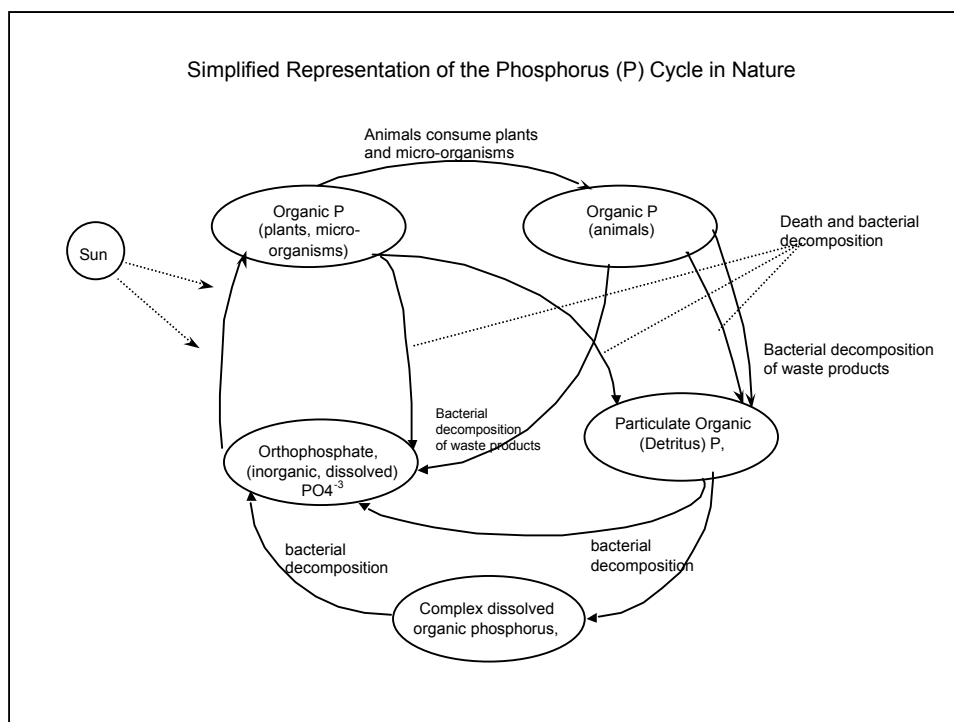 Simplified Representation of the Phosphorus (P) Cycle in Nature
Animals consume plants
and micro-organisms
Organic P
(plants, micro-
organisms)
Organic P
(animals)
Death and bacterial
decomposition
Sun
Bacterial decomposition
of waste products
Bacterial
decomposition
of waste products
Particulate Organic
(Detritus) P,
Orthophosphate,
(inorganic, dissolved)
PO4-3
bacterial
decomposition
bacterial
decomposition
Complex dissolved
organic phosphorus,